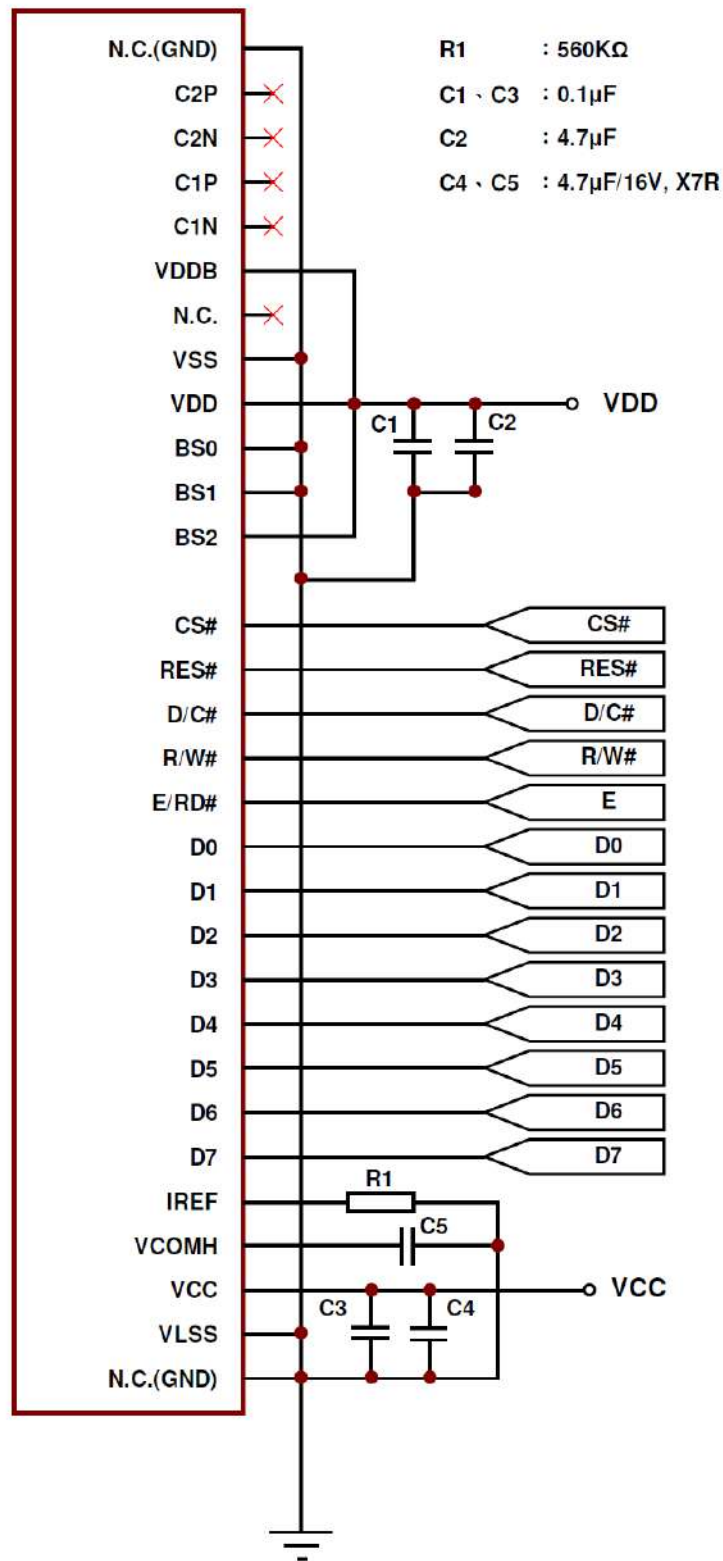 N.C.(GND)
C2P
C2N
C1P
C1N
VDDB
N.C.
VSS
VDD
BS0
BS1
BS2
CS#
RES#
D/C#
R/W#
E/RD#
D0
D1
D2
D3
D4
D5
D6
D7
IREF
VCOMH
VCC
VLSS
N.C.(GND)
R1 : 560KΩ
C1、C3 : 0.1µF
C2 : 4.7µF
C4、C5 : 4.7µF/16V, X7R
VDD
C1
C2
CS#
RES#
D/C#
R/W#
E
D0
D1
D2
D3
D4
D5
D6
D7
R1
C5
VCC
C3
C4